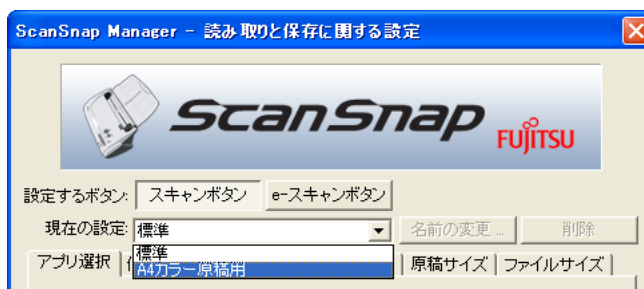 ScanSnap Manager - 読み取りと保存に関する設定
ScanSnap
FUJITSU
設定するボタン: スキャンボタン e-スキャンボタン
現在の設定: 標準 名前の変更... 削除
標準
A4カラー原稿用
アプリ選択 原稿サイズ ファイルサイズ